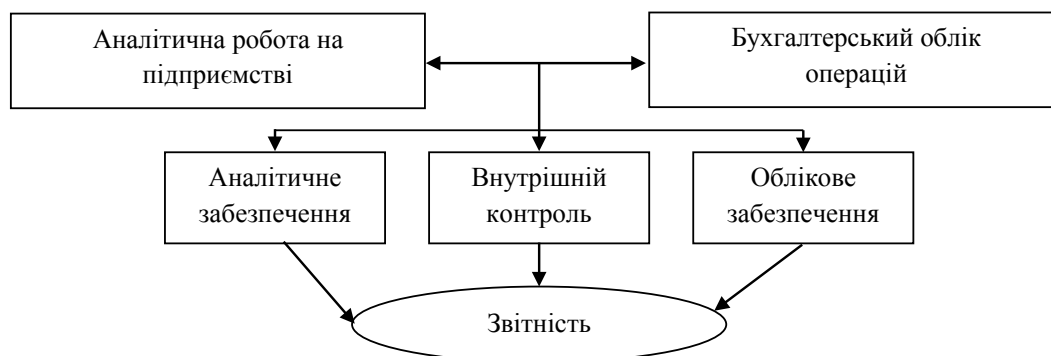 Аналітична робота на
підприємстві
Бухгалтерський облік
операцій
Аналітичне
забезпечення
Внутрішній
контроль
Облікове
забезпечення
Звітність